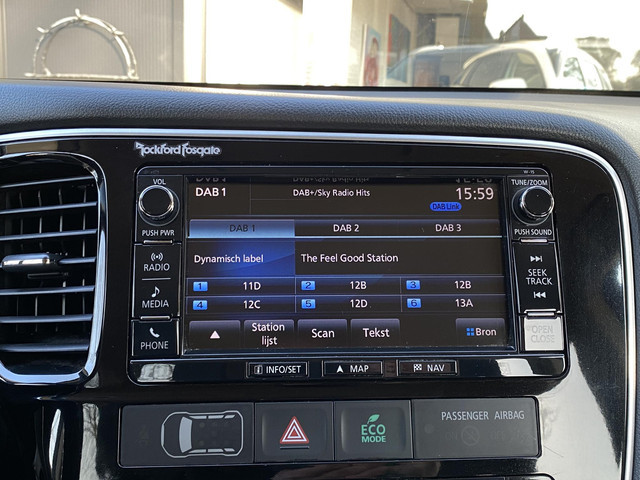 Rockford Fosgate
VOL
PUSH PWR
RADIO
MEDIA
PHONE
DAB 1
DAB+/Sky Radio Hits
15:59
DAB Link
DAB 1 DAB 2 DAB 3
Dynamisch label The Feel Good Station
1 11D 2 12B 3 12B
4 12C 5 12D 6 13A
Station lijst
Scan
Tekst
Bron
TUNE/ZOOM
PUSH SOUND
SEEK
TRACK
OPEN
CLOSE
i INFO/SET
MAP
NAV
ECO
MODE
PASSENGER AIRBAG